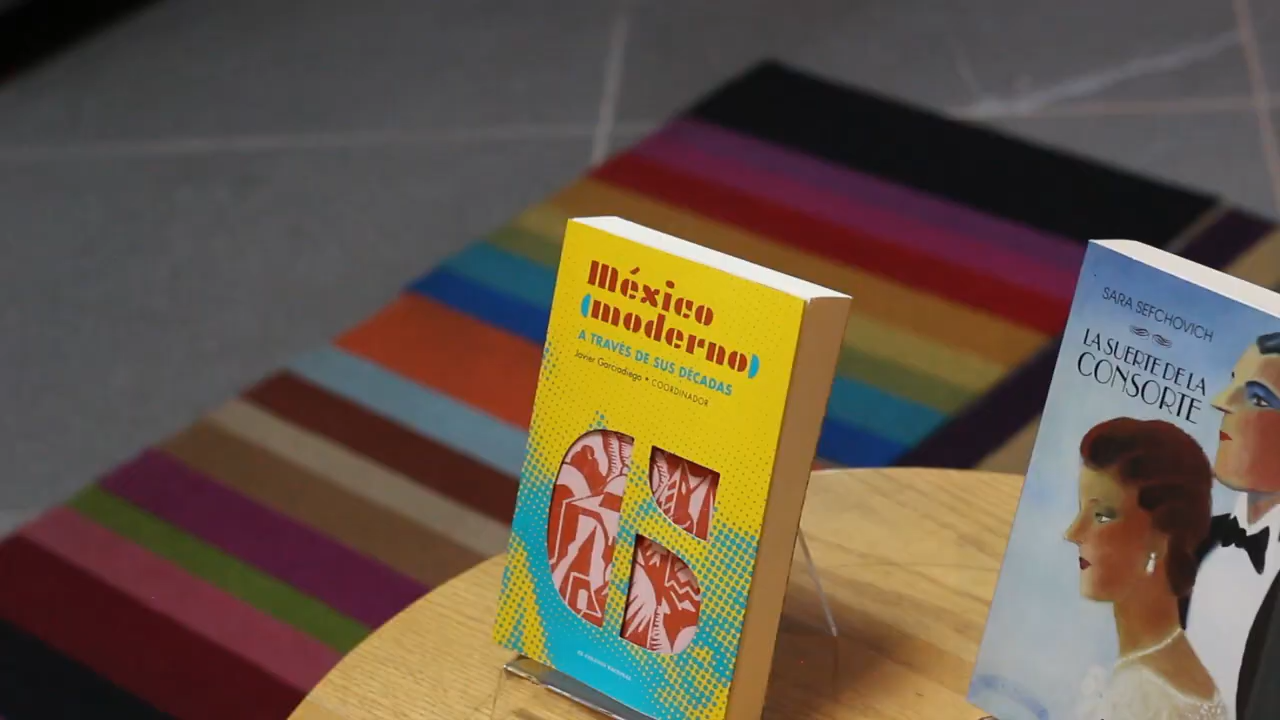 méxico
(moderno)
A TRAVÉS DE SUS DÉCADAS
Javier Garciadiego • COORDINADOR
SARA SEFCHOVICH
LA SUERTE DE LA
CONSORTE